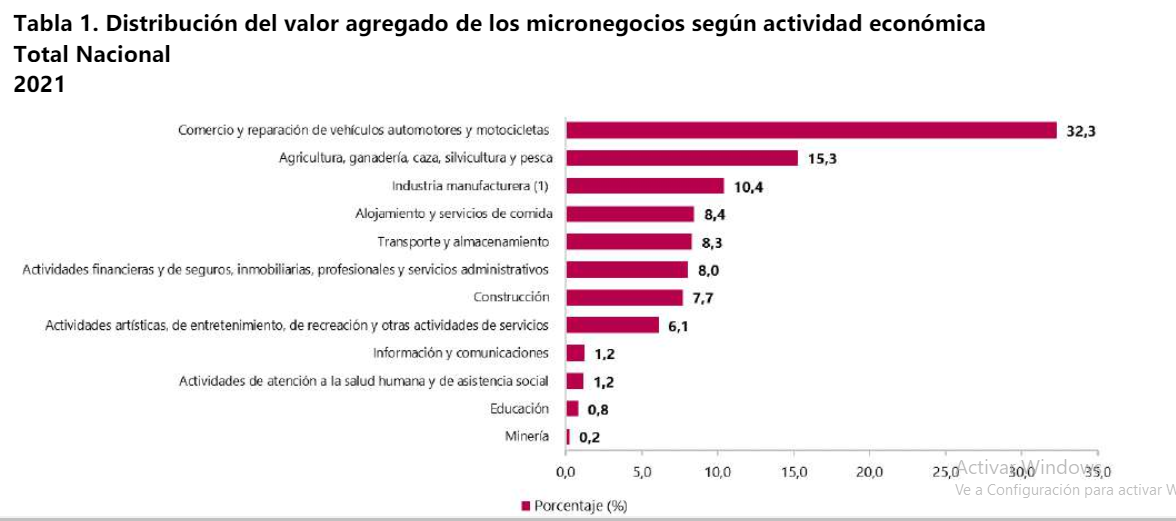 Tabla 1. Distribución del valor agregado de los micronegocios según actividad económica
Total Nacional
2021
Comercio y reparación de vehículos automotores y motocicletas 32,3
Agricultura, ganadería, caza, silvicultura y pesca 15,3
Industria manufacturera (1) 10,4
Alojamiento y servicios de comida 8,4
Transporte y almacenamiento 8,3
Actividades financieras y de seguros, inmobiliarias, profesionales y servicios administrativos 8,0
Construcción 7,7
Actividades artísticas, de entretenimiento, de recreación y otras actividades de servicios 6,1
Información y comunicaciones 1,2
Actividades de atención a la salud humana y de asistencia social 1,2
Educación 0,8
Minería 0,2
0,0 5,0 10,0 15,0 20,0 25,0 30,0 35,0
Activar Windows
Ve a Configuración para activar W
Porcentaje (%)